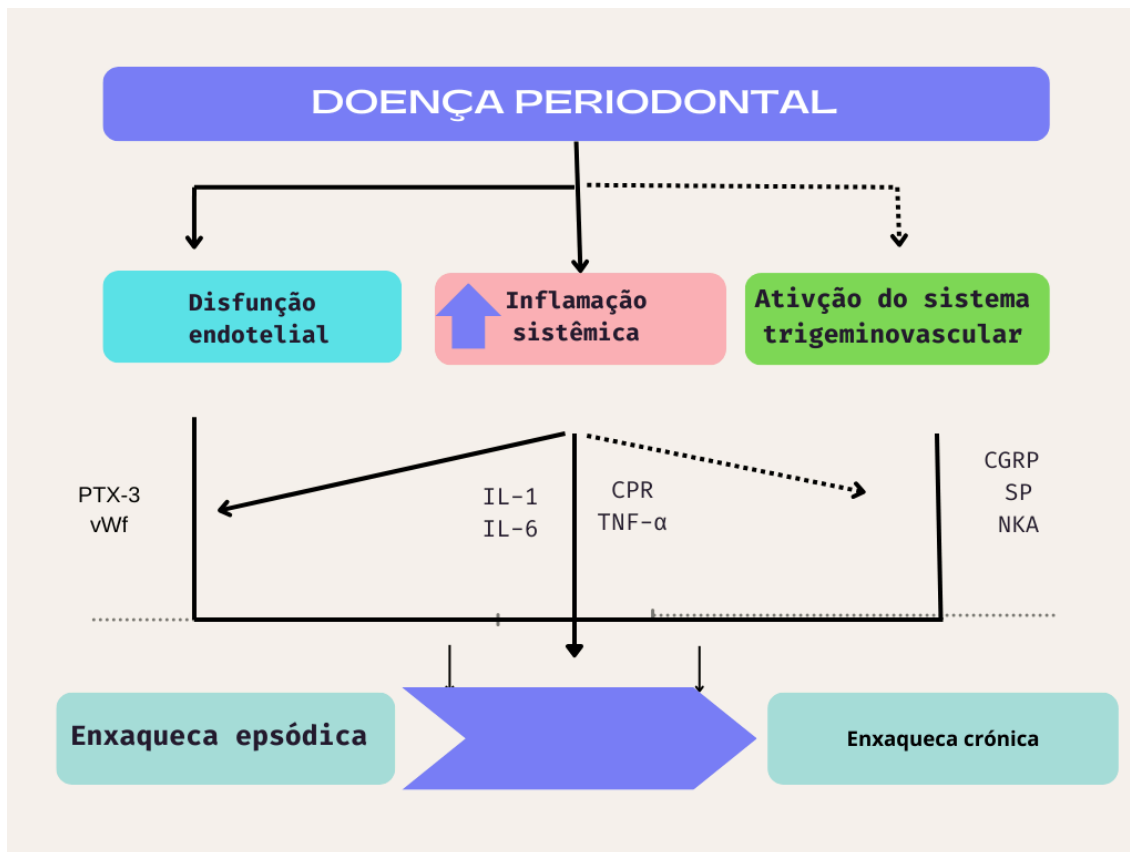 DOENÇA PERIODONTAL
Disfunção
endotelial
Inflamação
sistêmica
Ativção do sistema
trigeminovascular
PTX-3
vWf
IL-1
IL-6
CPR
TNF-α
CGRP
SP
NKA
Enxaqueca epsódica
Enxaqueca crónica